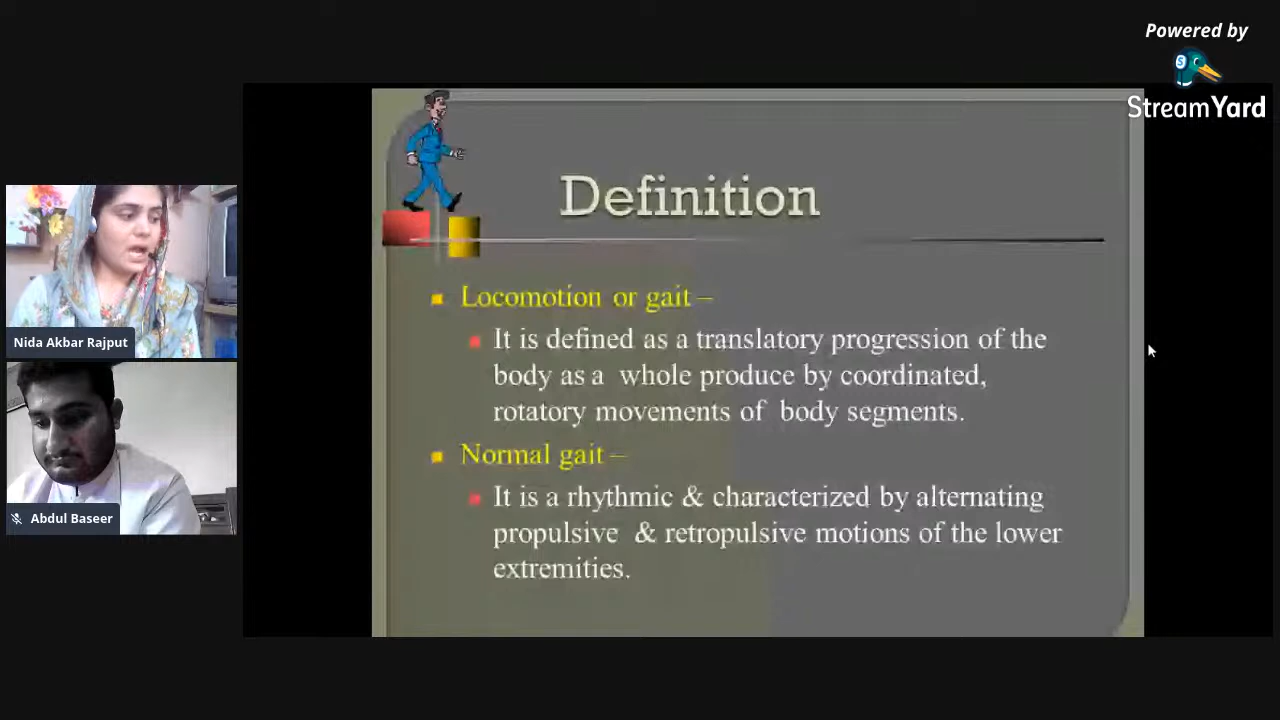 Powered by
StreamYard
Definition
Locomotion or gait –
It is defined as a translatory progression of the
body as a whole produce by coordinated,
rotatory movements of body segments.
Normal gait –
It is a rhythmic & characterized by alternating
propulsive & retropulsive motions of the lower
extremities.
Nida Akbar Rajput
Abdul Baseer